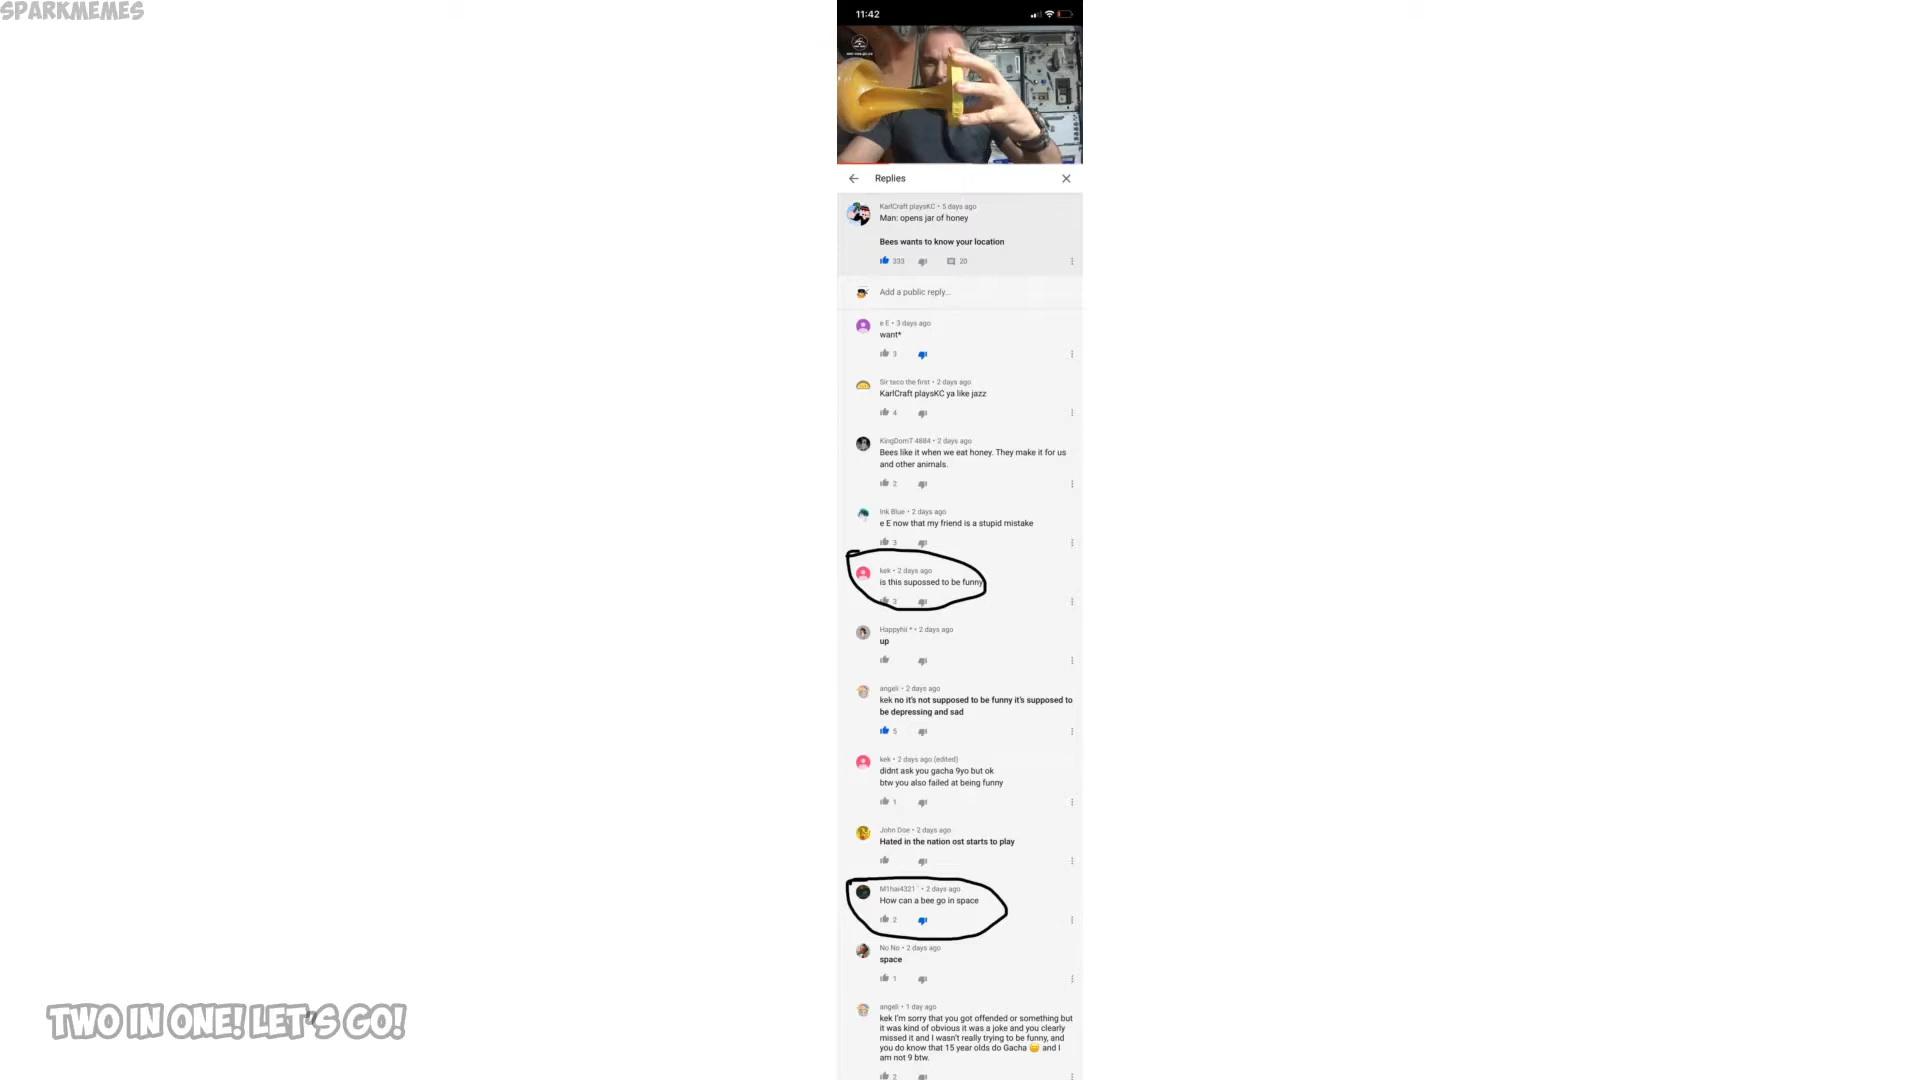 SPARKMEMES
11:42
Replies
KarlCraft playsKC • 5 days ago
Man: opens jar of honey
Bees wants to know your location
333
20
Add a public reply...
e E • 3 days ago
want*
3
Sir taco the first • 2 days ago
KarlCraft playsKC ya like jazz
4
KingDomT 4884 • 2 days ago
Bees like it when we eat honey. They make it for us
and other animals.
2
Ink Blue • 2 days ago
e E now that my friend is a stupid mistake
3
kek • 2 days ago
is this supossed to be funny
3
Happyhii * • 2 days ago
up
angeli • 2 days ago
kek no it's not supposed to be funny it's supposed to
be depressing and sad
5
kek • 2 days ago (edited)
didnt ask you gacha 9yo but ok
btw you also failed at being funny
1
John Doe • 2 days ago
Hated in the nation ost starts to play
M1hai4321 • 2 days ago
How can a bee go in space
2
No No • 2 days ago
space
1
angeli • 1 day ago
kek I'm sorry that you got offended or something but
it was kind of obvious it was a joke and you clearly
missed it and I wasn't really trying to be funny, and
you do know that 15 year olds do Gacha 😑 and I
am not 9 btw.
2
TWO IN ONE! LET'S GO!